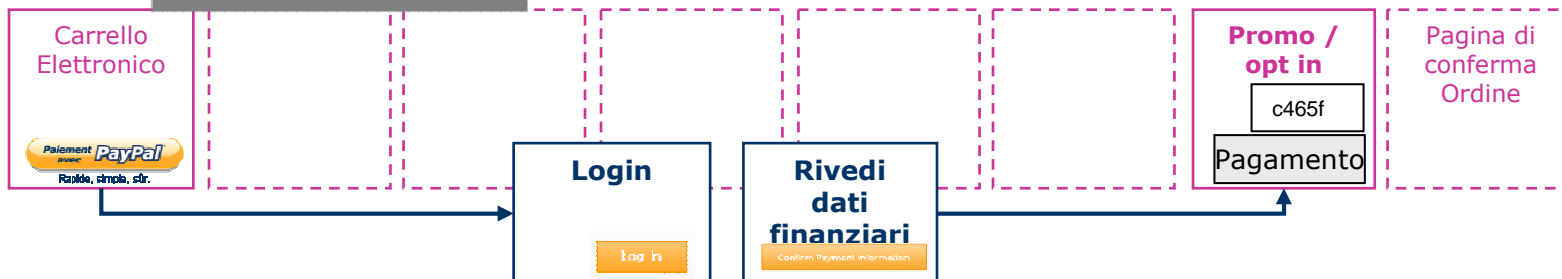 Carrello
Elettronico
Paiement
avec PayPal
Rapide, simple, sûr.
Login
Log In
Rivedi
dati
finanziari
Confirm Payment Information
Promo /
opt in
c465f
Pagamento
Pagina di
conferma
Ordine